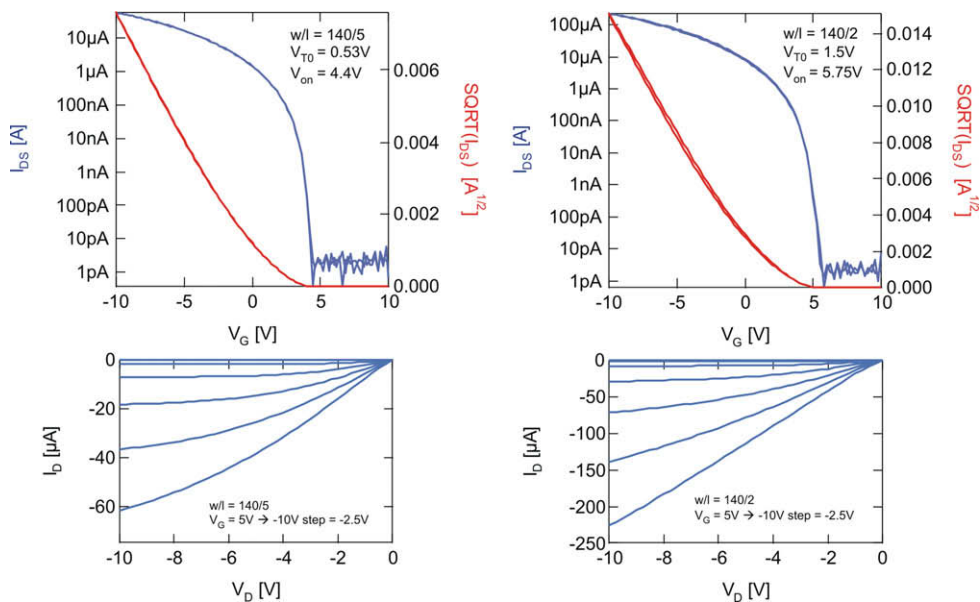 10µA
1µA
100nA
10nA
1nA
100pA
10pA
1pA
I_DS [A]
w/l = 140/5
V_T0 = 0.53V
V_on = 4.4V
0.006
0.004
0.002
0.000
SQRT(I_DS) [A^1/2]
-10 -5 0 5 10
V_G [V]
100µA
10µA
1µA
100nA
10nA
1nA
100pA
10pA
1pA
I_DS [A]
w/l = 140/2
V_T0 = 1.5V
V_on = 5.75V
0.014
0.012
0.010
0.008
0.006
0.004
0.002
0.000
SQRT(I_DS) [A^1/2]
-10 -5 0 5 10
V_G [V]
0
-20
-40
-60
I_D [µA]
w/l = 140/5
V_G = 5V → -10V step = -2.5V
-10 -8 -6 -4 -2 0
V_D [V]
0
-50
-100
-150
-200
-250
I_D [µA]
w/l = 140/2
V_G = 5V → -10V step = -2.5V
-10 -8 -6 -4 -2 0
V_D [V]